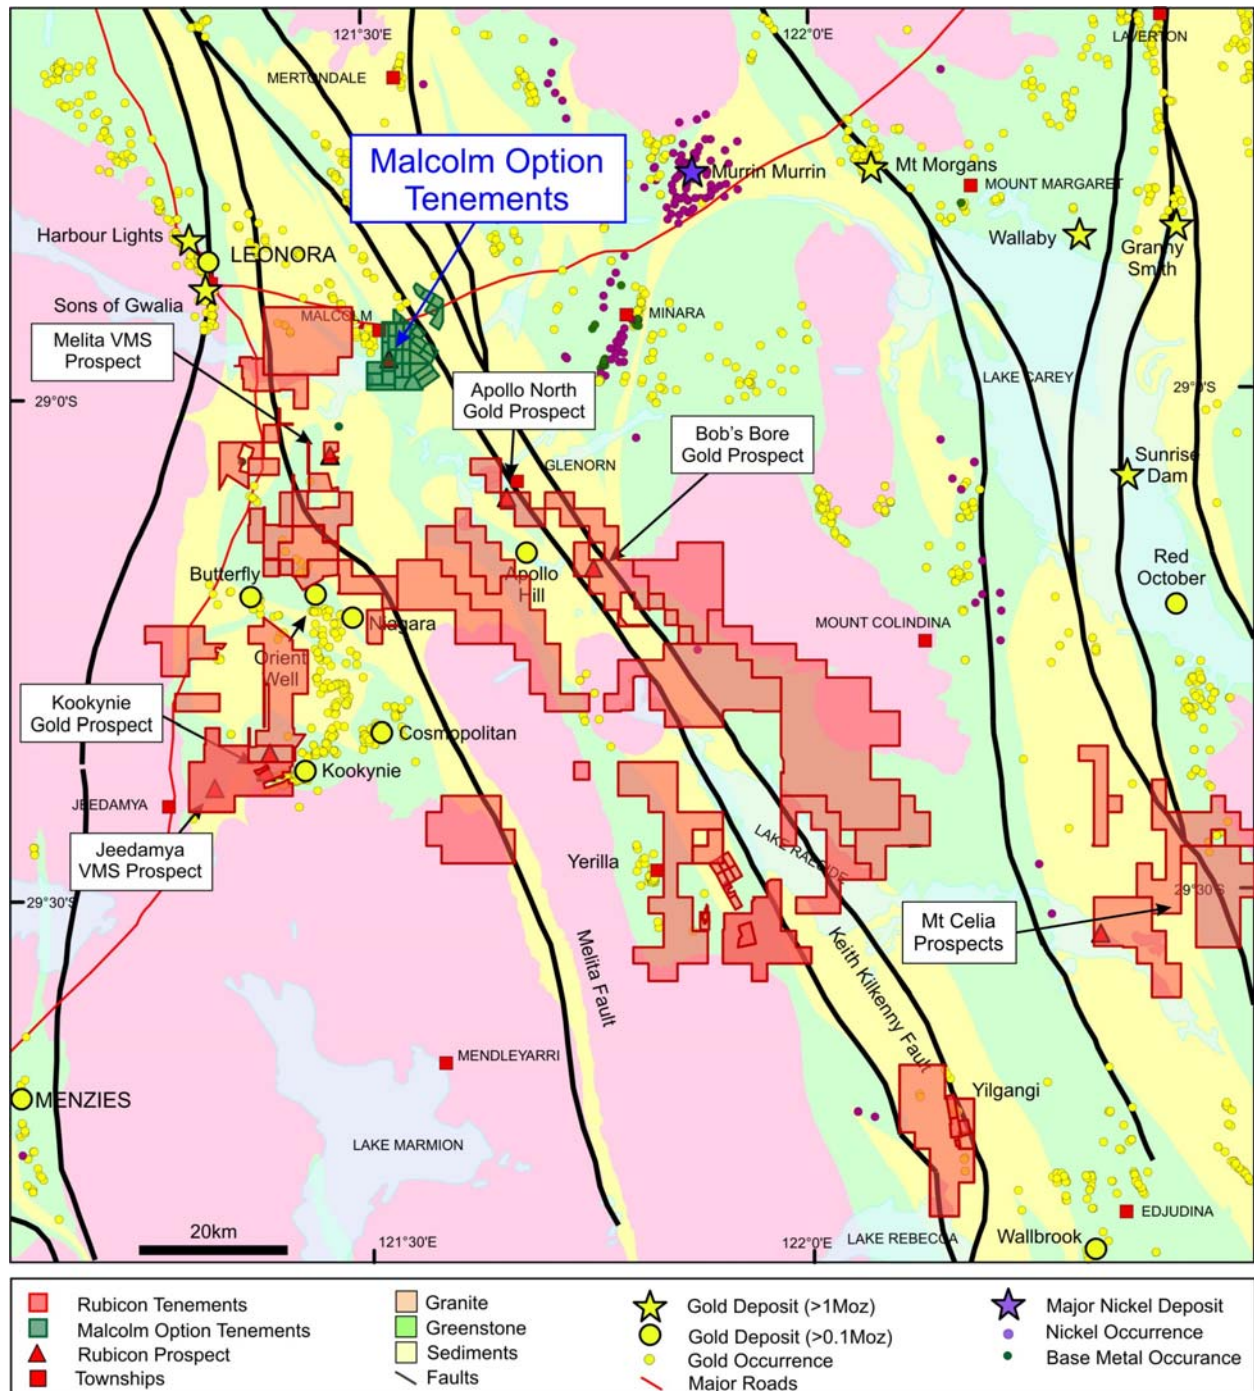 121°30'E
122°0'E
LAVERTON
MERTONDALE
Malcolm Option
Tenements
Murrin Murrin
Mt Morgans
MOUNT MARGARET
Harbour Lights
LEONORA
Wallaby
Granny
Smith
Sons of Gwalia
MALCOLM
MINARA
Melita VMS
Prospect
LAKE CAREY
29°0'S
29°0'S
Apollo North
Gold Prospect
Bob's Bore
Gold Prospect
GLENORN
Sunrise
Dam
Butterfly
Apollo
Hill
Red
October
Niagara
MOUNT COLINDINA
Orient
Well
Kookynie
Gold Prospect
Cosmopolitan
Kookynie
JEEDAMYA
Jeedamya
VMS Prospect
Yerilla
LAKE RAESIDE
29°30'S
29°30'S
Mt Celia
Prospects
Melita Fault
Keith Kilkenny Fault
MENDLEYARRI
Yilgangi
MENZIES
LAKE MARMION
EDJUDINA
20km
LAKE REBECCA
Wallbrook
121°30'E
122°0'E
Rubicon Tenements
Malcolm Option Tenements
Rubicon Prospect
Townships
Granite
Greenstone
Sediments
Faults
Gold Deposit (>1Moz)
Gold Deposit (>0.1Moz)
Gold Occurrence
Major Roads
Major Nickel Deposit
Nickel Occurrence
Base Metal Occurance